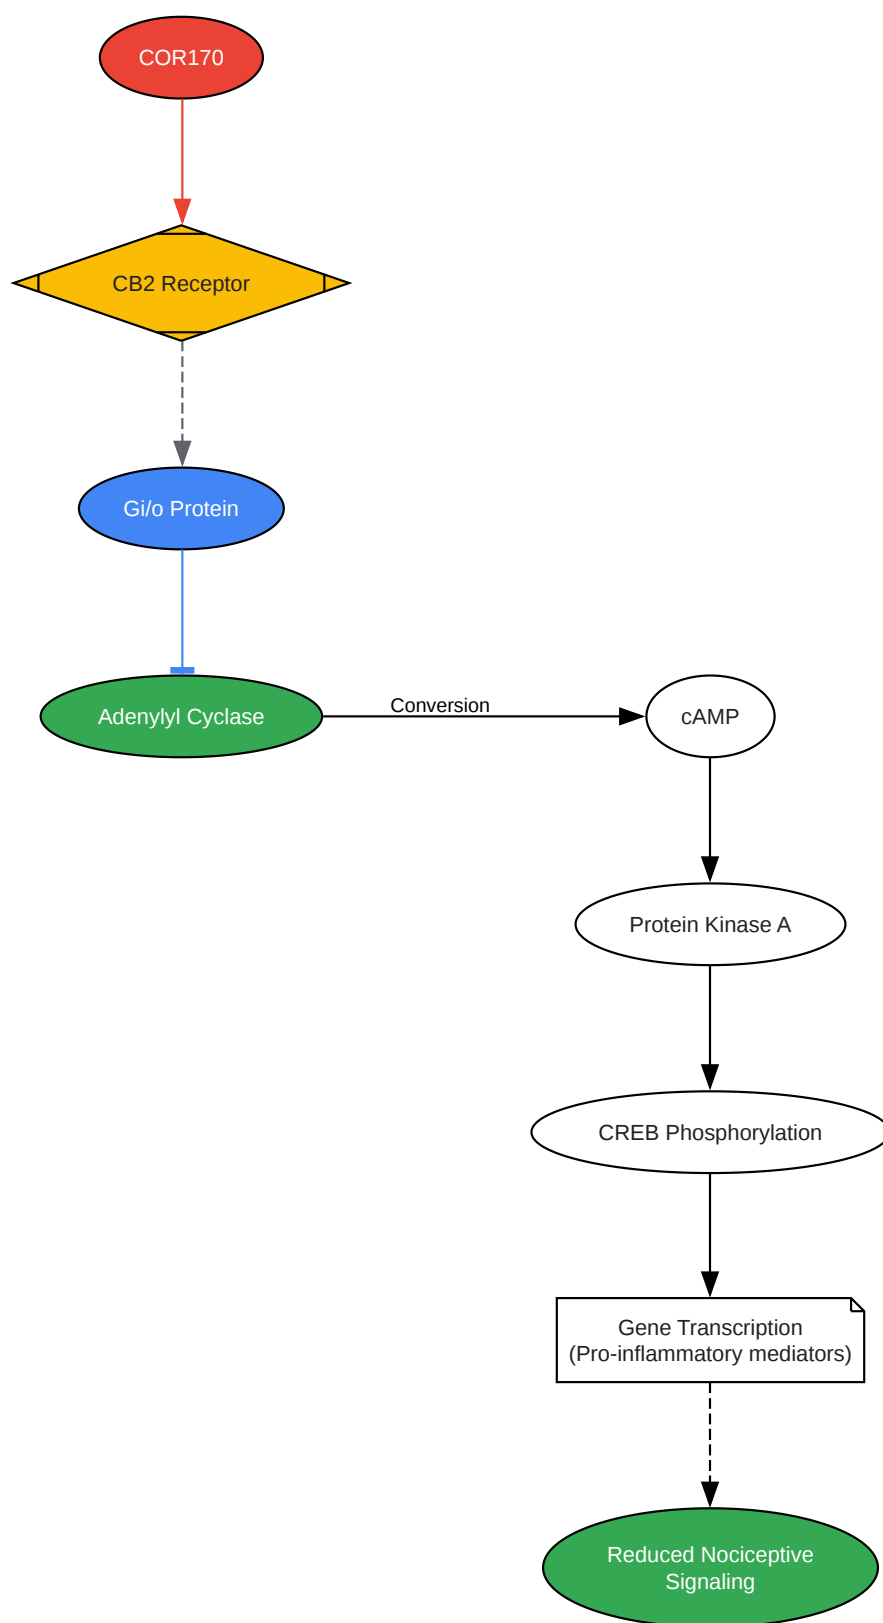 COR170
CB2 Receptor
Gi/o Protein
Adenylyl Cyclase
Conversion
cAMP
Protein Kinase A
CREB Phosphorylation
Gene Transcription
(Pro-inflammatory mediators)
Reduced Nociceptive
Signaling